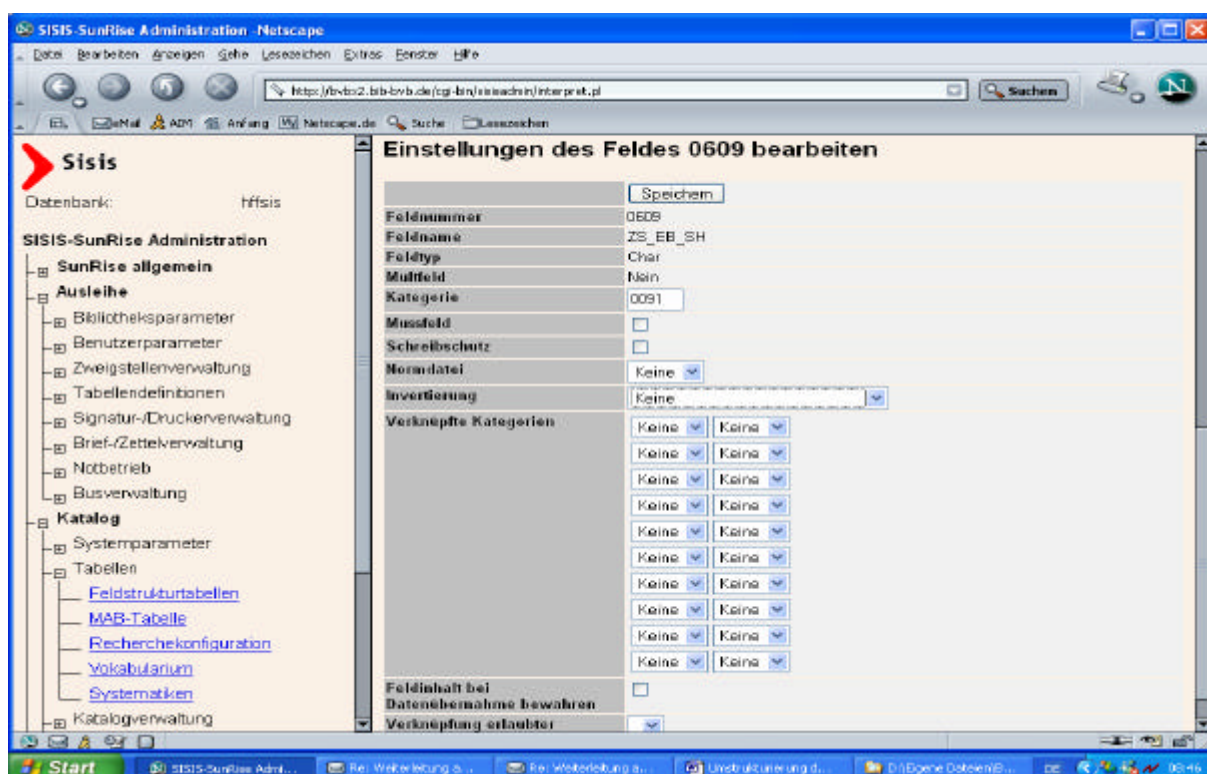 SISIS-SunRise Administration -Netscape
Datei Bearbeiten Anzeigen Gehe Lesezeichen Extras Fenster Hilfe
http://bvbx2.bib-bvb.de/cgi-bin/sisisadmin/interpret.pl
Suchen
eMail AIM Anfang Netscape.de Suche Lesezeichen
Sisis
Datenbank: hffsis
SISIS-SunRise Administration
SunRise allgemein
Ausleihe
Bibliotheksparameter
Benutzerparameter
Zweigstellenverwaltung
Tabellendefinitionen
Signatur-/Druckerverwaltung
Brief-/Zettelverwaltung
Notbetrieb
Busverwaltung
Katalog
Systemparameter
Tabellen
Feldstrukturtabellen
MAB-Tabelle
Recherchekonfiguration
Vokabularium
Systematiken
Katalogverwaltung
Einstellungen des Feldes 0609 bearbeiten
Speichern
Feldnummer 0609
Feldname ZS_EB_SH
Feldtyp Char
Multfeld Nein
Kategorie 0091
Mussfeld
Schreibschutz
Normdatei Keine
Invertierung Keine
Verknüpfte Kategorien Keine Keine
Keine Keine
Keine Keine
Keine Keine
Keine Keine
Keine Keine
Keine Keine
Keine Keine
Keine Keine
Keine Keine
Feldinhalt bei
Datenübernahme bewahren
Verknüpfung erlaubter
Start SISIS-SunRise Admi... Re: Weiterleitung a... Re: Weiterleitung a... Umstrukturierung d... D:\Eigene Dateien\B... DE 08:46